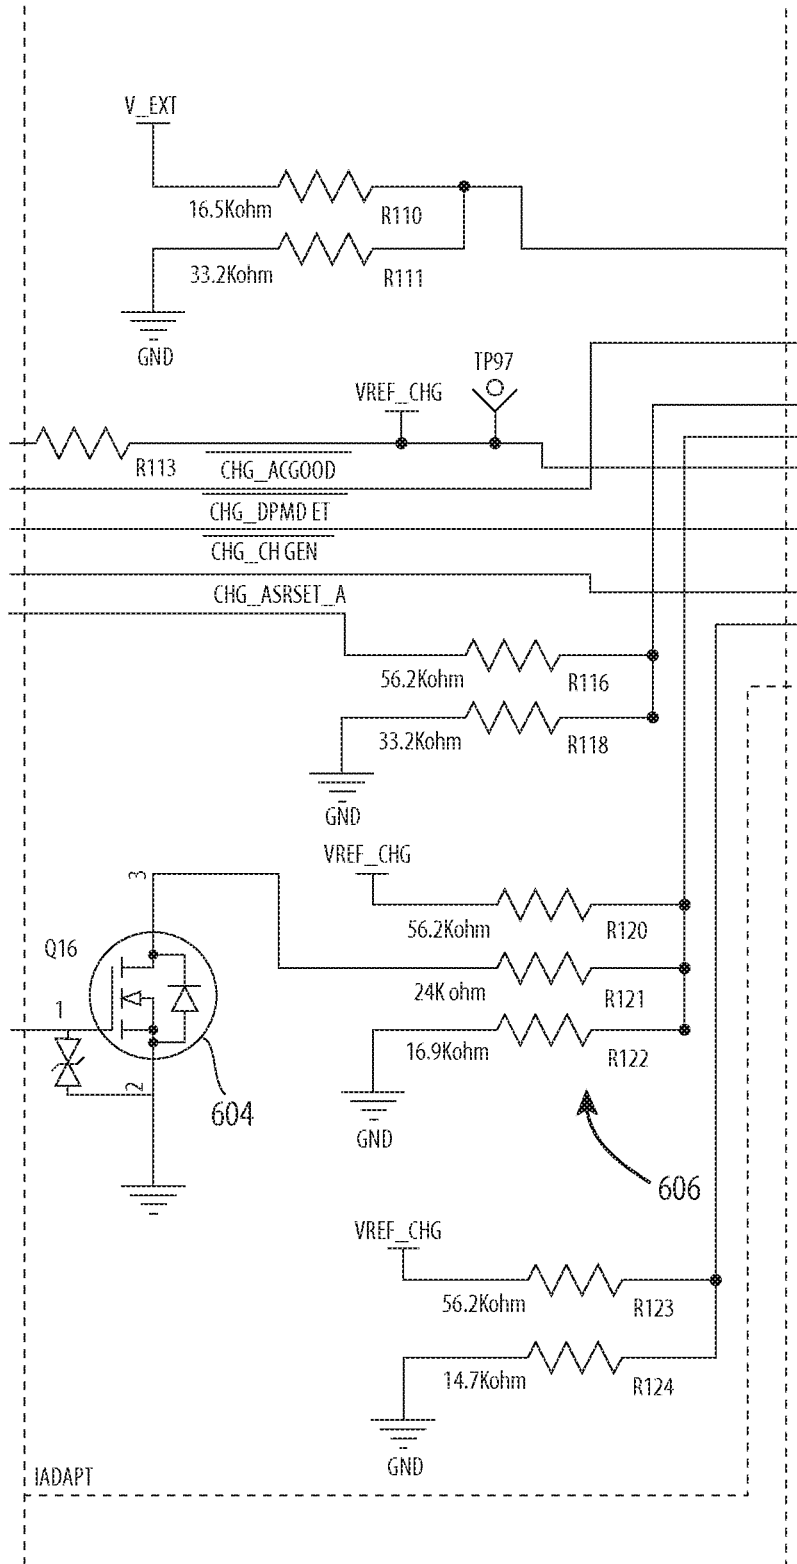 V_EXT
16.5Kohm
R110
33.2Kohm
R111
GND
TP97
VREF_CHG
R113
CHG_ACGOOD
CHG_DPMD ET
CHG_CH GEN
CHG_ASRSET_A
56.2Kohm
R116
33.2Kohm
R118
GND
VREF_CHG
3
56.2Kohm
R120
Q16
24K ohm
R121
1
16.9Kohm
R122
2
604
GND
606
VREF_CHG
56.2Kohm
R123
14.7Kohm
R124
GND
IADAPT